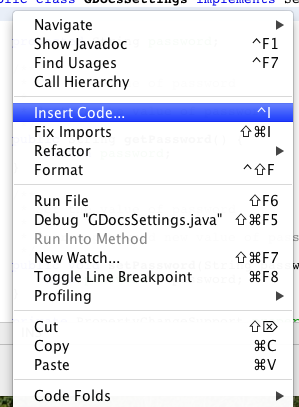 public class GDocsSettings implements Se
Navigate
Show Javadoc ^F1
Find Usages ^F7
Call Hierarchy
Insert Code... ^I
Fix Imports ⇧⌘I
Refactor
Format ^⇧F
Run File ⇧F6
Debug "GDocsSettings.java" ⇧⌘F5
Run Into Method
New Watch... ⇧⌘F7
Toggle Line Breakpoint ⌘F8
Profiling
Cut ⇧⌦
Copy ⌘C
Paste ⌘V
Code Folds